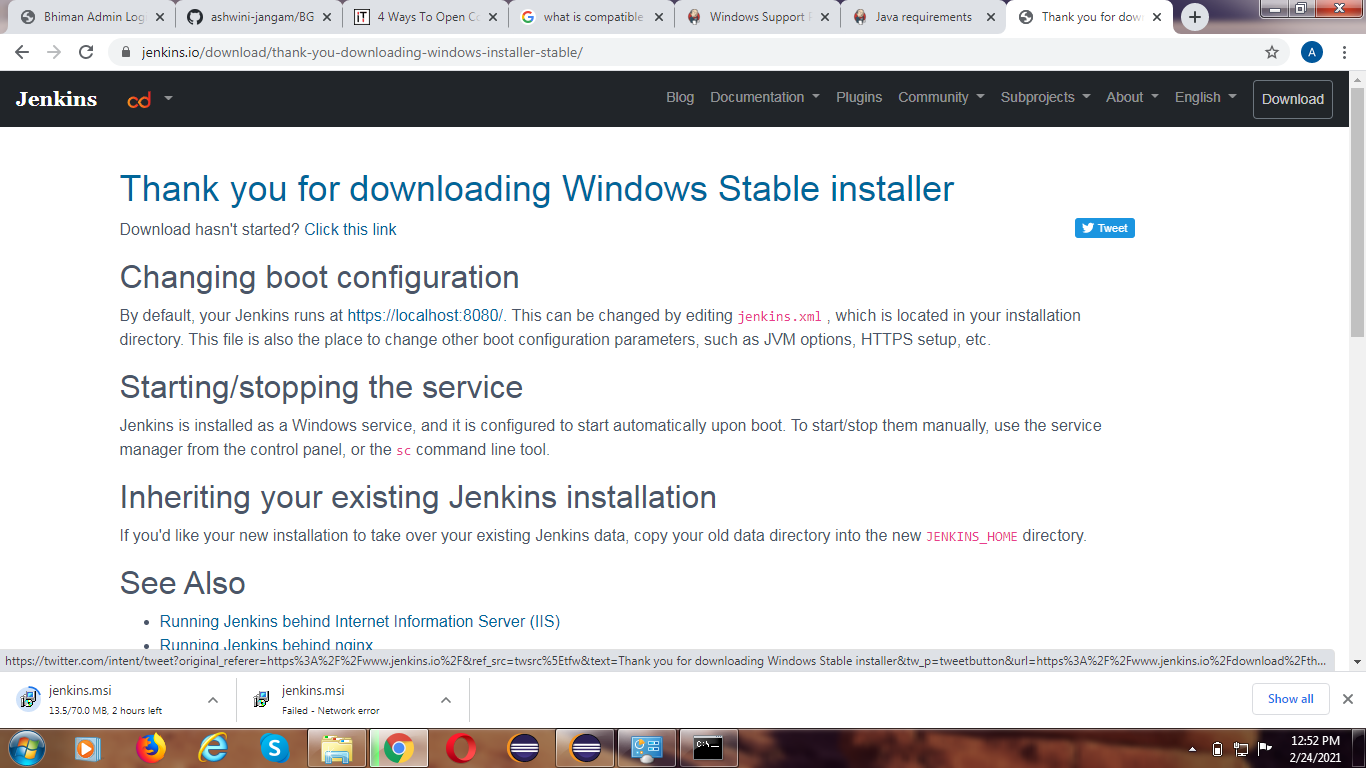 Bhiman Admin Log
ashwini-jangam/BG
iT
4 Ways To Open Co
what is compatible
Windows Support P
Java requirements
Thank you for dow
jenkins.io/download/thank-you-downloading-windows-installer-stable/
A
Jenkins
cd
Blog
Documentation
Plugins
Community
Subprojects
About
English
Download
Thank you for downloading Windows Stable installer
Download hasn't started? Click this link
Tweet
Changing boot configuration
By default, your Jenkins runs at https://localhost:8080/. This can be changed by editing jenkins.xml , which is located in your installation
directory. This file is also the place to change other boot configuration parameters, such as JVM options, HTTPS setup, etc.
Starting/stopping the service
Jenkins is installed as a Windows service, and it is configured to start automatically upon boot. To start/stop them manually, use the service
manager from the control panel, or the sc command line tool.
Inheriting your existing Jenkins installation
If you'd like your new installation to take over your existing Jenkins data, copy your old data directory into the new JENKINS_HOME directory.
See Also
• Running Jenkins behind Internet Information Server (IIS)
• Running Jenkins behind nginx
https://twitter.com/intent/tweet?original_referer=https%3A%2F%2Fwww.jenkins.io%2F&ref_src=twsrc%5Etfw&text=Thank you for downloading Windows Stable installer&tw_p=tweetbutton&url=https%3A%2F%2Fwww.jenkins.io%2Fdownload%2Fth...
jenkins.msi
13.5/70.0 MB, 2 hours left
jenkins.msi
Failed - Network error
Show all
C:\_
12:52 PM
2/24/2021